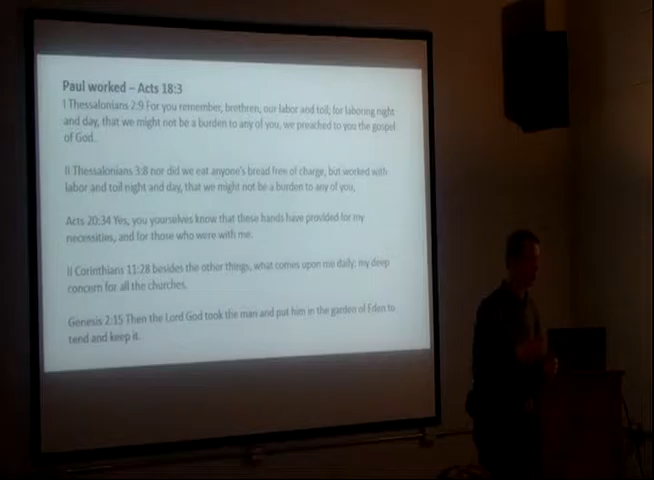 Paul worked – Acts 18:3
I Thessalonians 2:9 For you remember, brethren, our labor and toil; for laboring night
and day, that we might not be a burden to any of you, we preached to you the gospel
of God.
II Thessalonians 3:8 nor did we eat anyone's bread free of charge, but worked with
labor and toil night and day, that we might not be a burden to any of you,
Acts 20:34 Yes, you yourselves know that these hands have provided for my
necessities, and for those who were with me.
II Corinthians 11:28 besides the other things, what comes upon me daily: my deep
concern for all the churches.
Genesis 2:15 Then the Lord God took the man and put him in the garden of Eden to
tend and keep it.